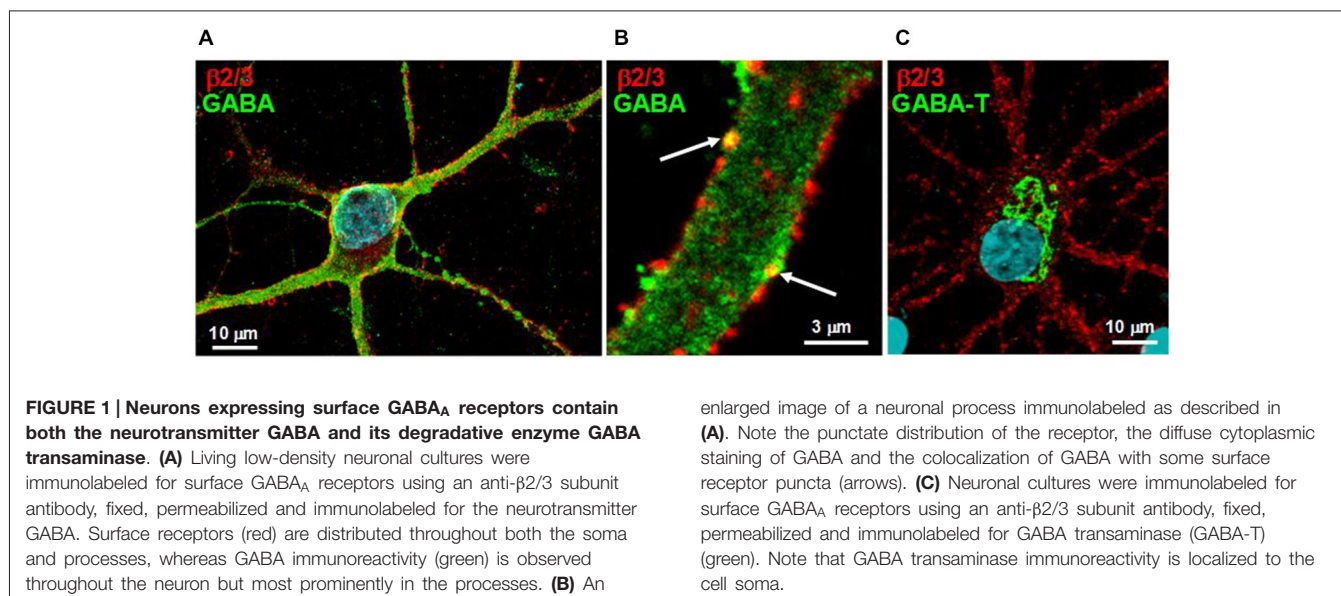 A
B
C
β2/3
GABA
10 μm
β2/3
GABA
3 μm
β2/3
GABA-T
10 μm
FIGURE 1 | Neurons expressing surface GABAA receptors contain
both the neurotransmitter GABA and its degradative enzyme GABA
transaminase. (A) Living low-density neuronal cultures were
immunolabeled for surface GABAA receptors using an anti-β2/3 subunit
antibody, fixed, permeabilized and immunolabeled for the neurotransmitter
GABA. Surface receptors (red) are distributed throughout both the soma
and processes, whereas GABA immunoreactivity (green) is observed
throughout the neuron but most prominently in the processes. (B) An
enlarged image of a neuronal process immunolabeled as described in
(A). Note the punctate distribution of the receptor, the diffuse cytoplasmic
staining of GABA and the colocalization of GABA with some surface
receptor puncta (arrows). (C) Neuronal cultures were immunolabeled for
surface GABAA receptors using an anti-β2/3 subunit antibody, fixed,
permeabilized and immunolabeled for GABA transaminase (GABA-T)
(green). Note that GABA transaminase immunoreactivity is localized to the
cell soma.